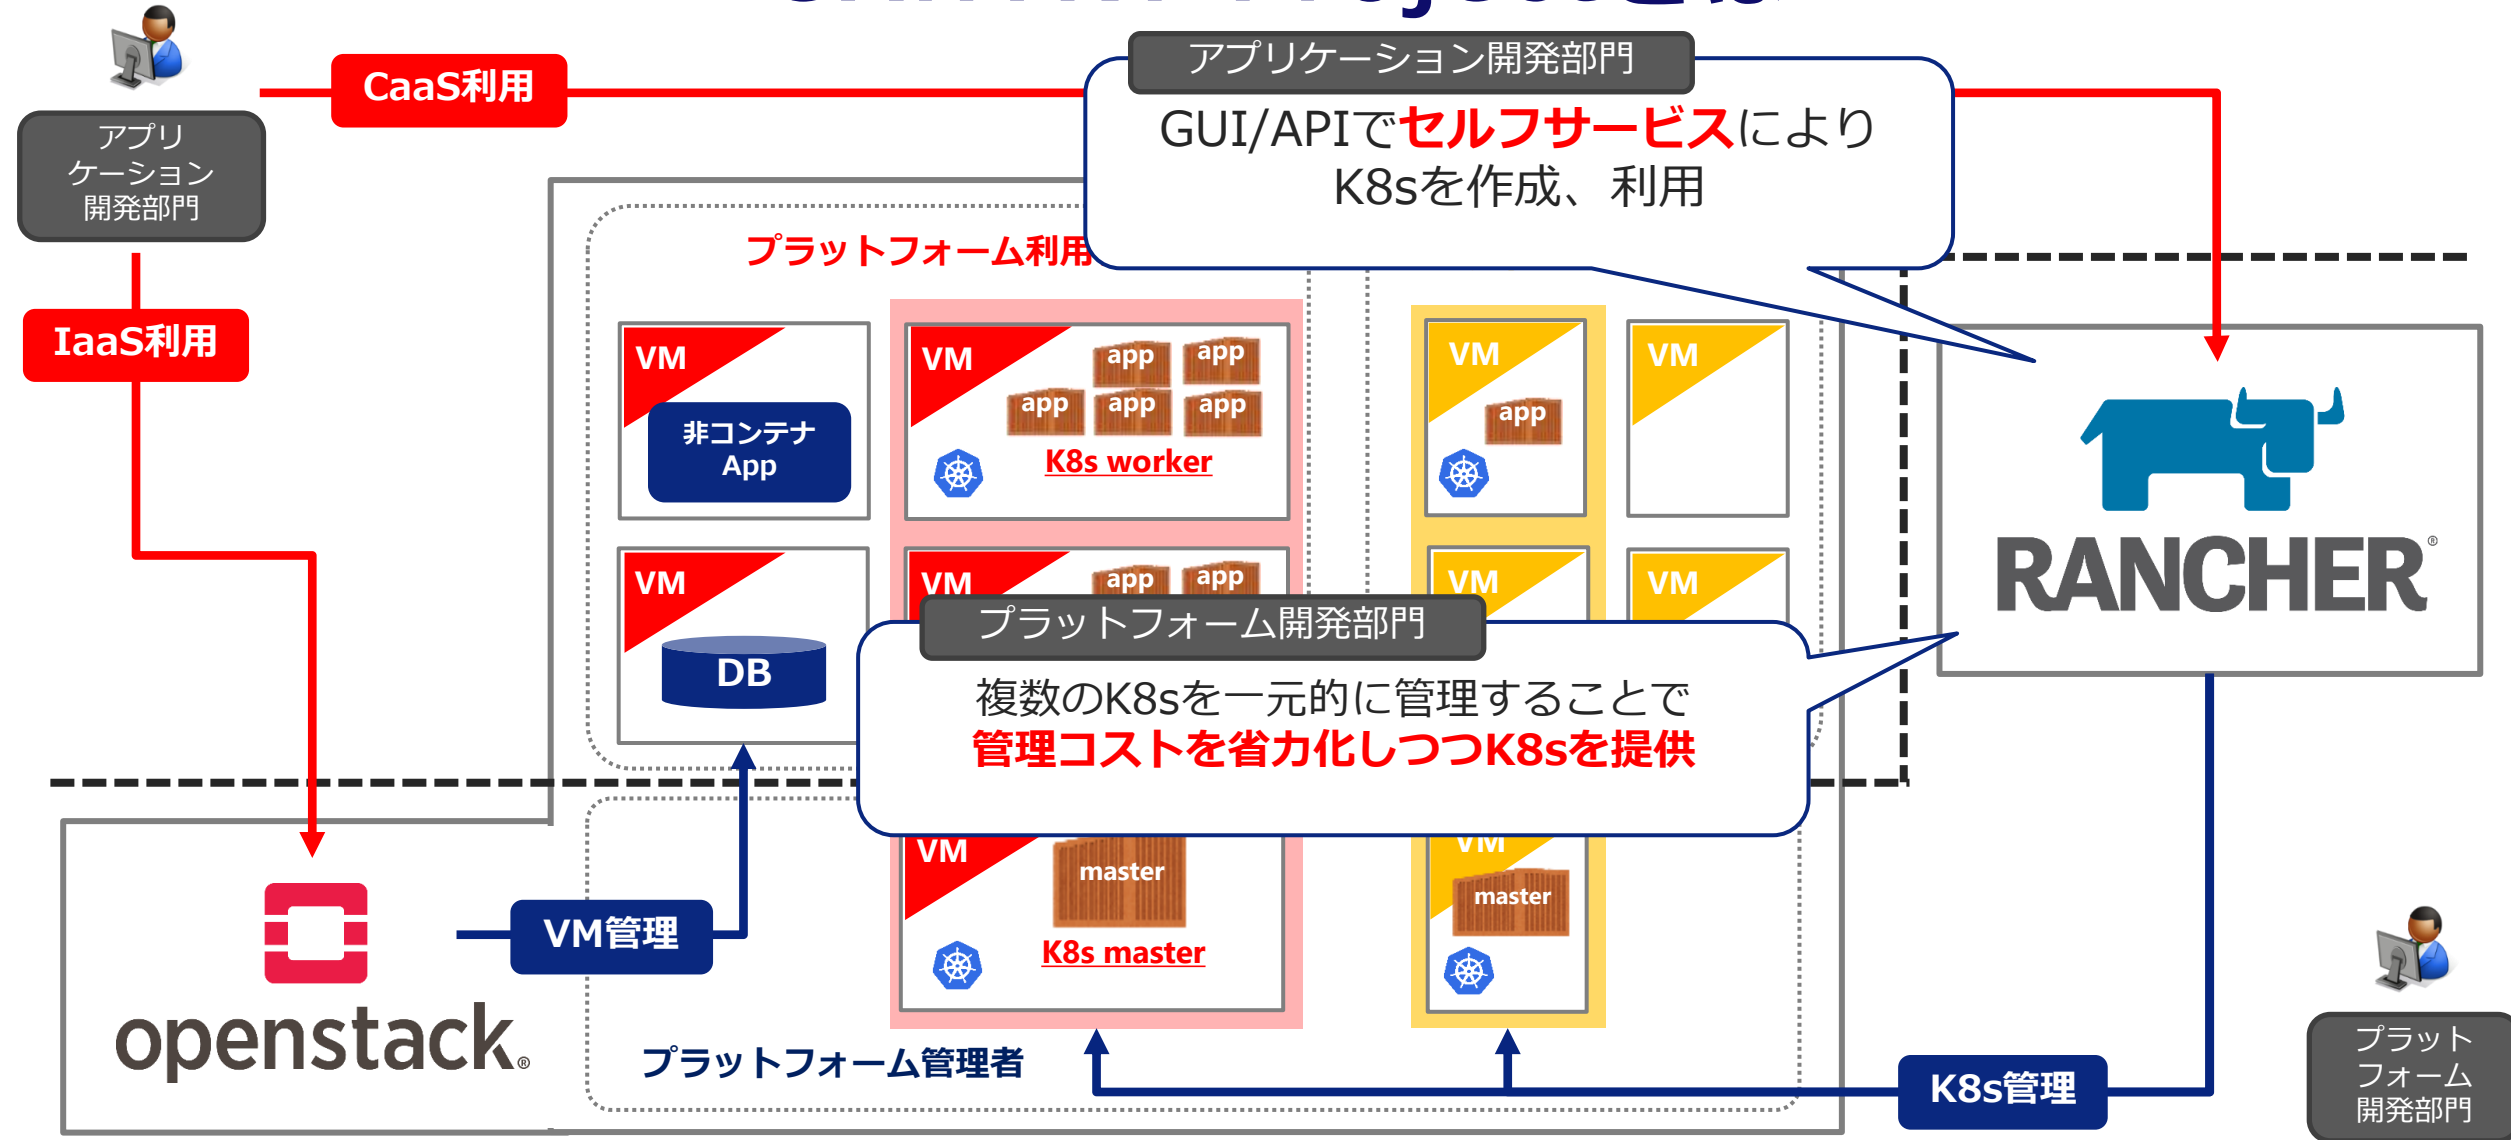 CaaS利用
アプリ
ケーション
開発部門
アプリケーション開発部門
GUI/APIでセルフサービスにより
K8sを作成、利用
プラットフォーム利用
IaaS利用
VM
非コンテナ
App
VM
app
app
app
app
app
K8s worker
VM
app
VM
RANCHER®
VM
DB
VM
app
app
VM
VM
プラットフォーム開発部門
複数のK8sを一元的に管理することで
管理コストを省力化しつつK8sを提供
openstack®
VM管理
VM
master
K8s master
VM
master
プラットフォーム管理者
K8s管理
プラット
フォーム
開発部門